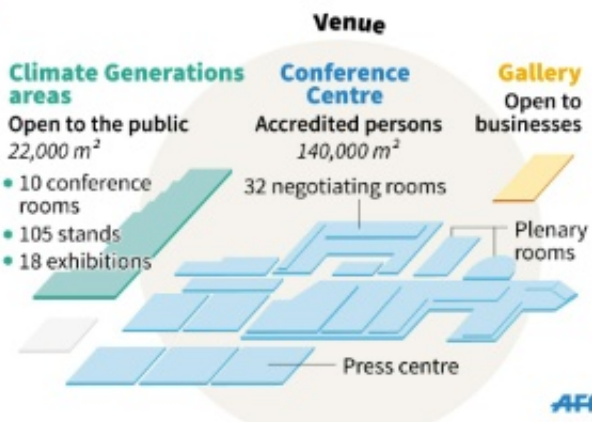 Venue
Climate Generations
areas
Open to the public
22,000 m²
• 10 conference
rooms
• 105 stands
• 18 exhibitions
Conference
Centre
Accredited persons
140,000 m²
32 negotiating rooms
Gallery
Open to
businesses
Plenary
rooms
Press centre